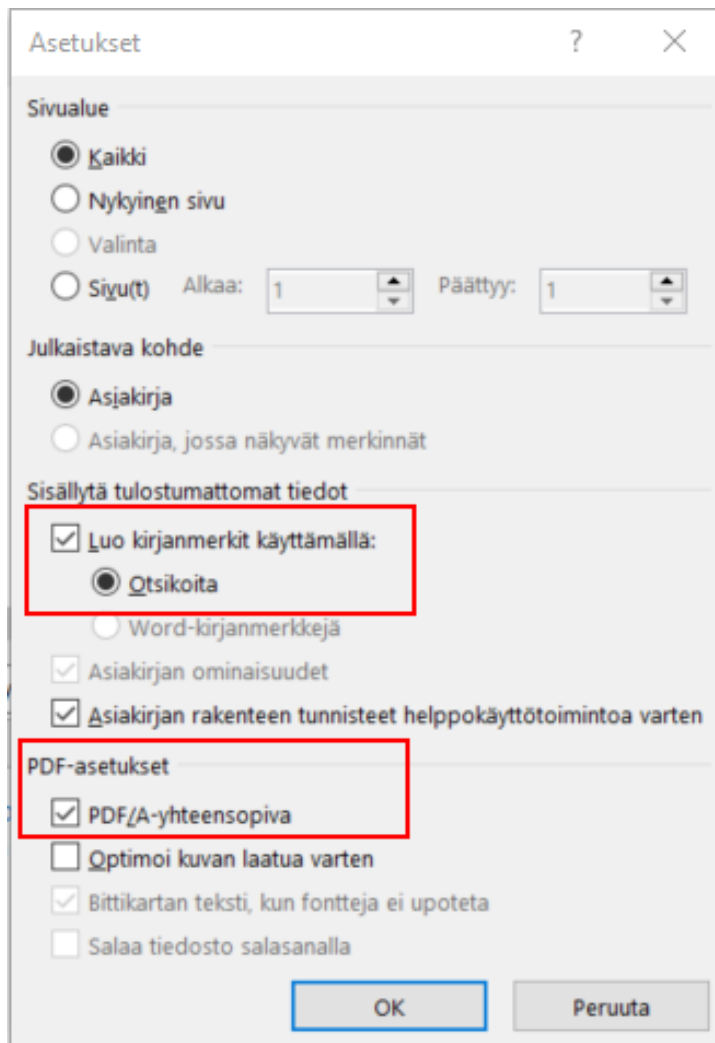 Asetukset ?
Sivualue
Kaikki
Nykyinen sivu
Valinta
Sivu(t) Alkaa: 1 Päättyy: 1
Julkaistava kohde
Asiakirja
Asiakirja, jossa näkyvät merkinnät
Sisällytä tulostumattomat tiedot
Luo kirjanmerkit käyttämällä:
Otsikoita
Word-kirjanmerkkejä
Asiakirjan ominaisuudet
Asiakirjan rakenteen tunnisteet helppokäyttötoimintoa varten
PDF-asetukset
PDF/A-yhteensopiva
Optimoi kuvan laatua varten
Bittikartan teksti, kun fontteja ei upoteta
Salaa tiedosto salasanalla
OK Peruuta